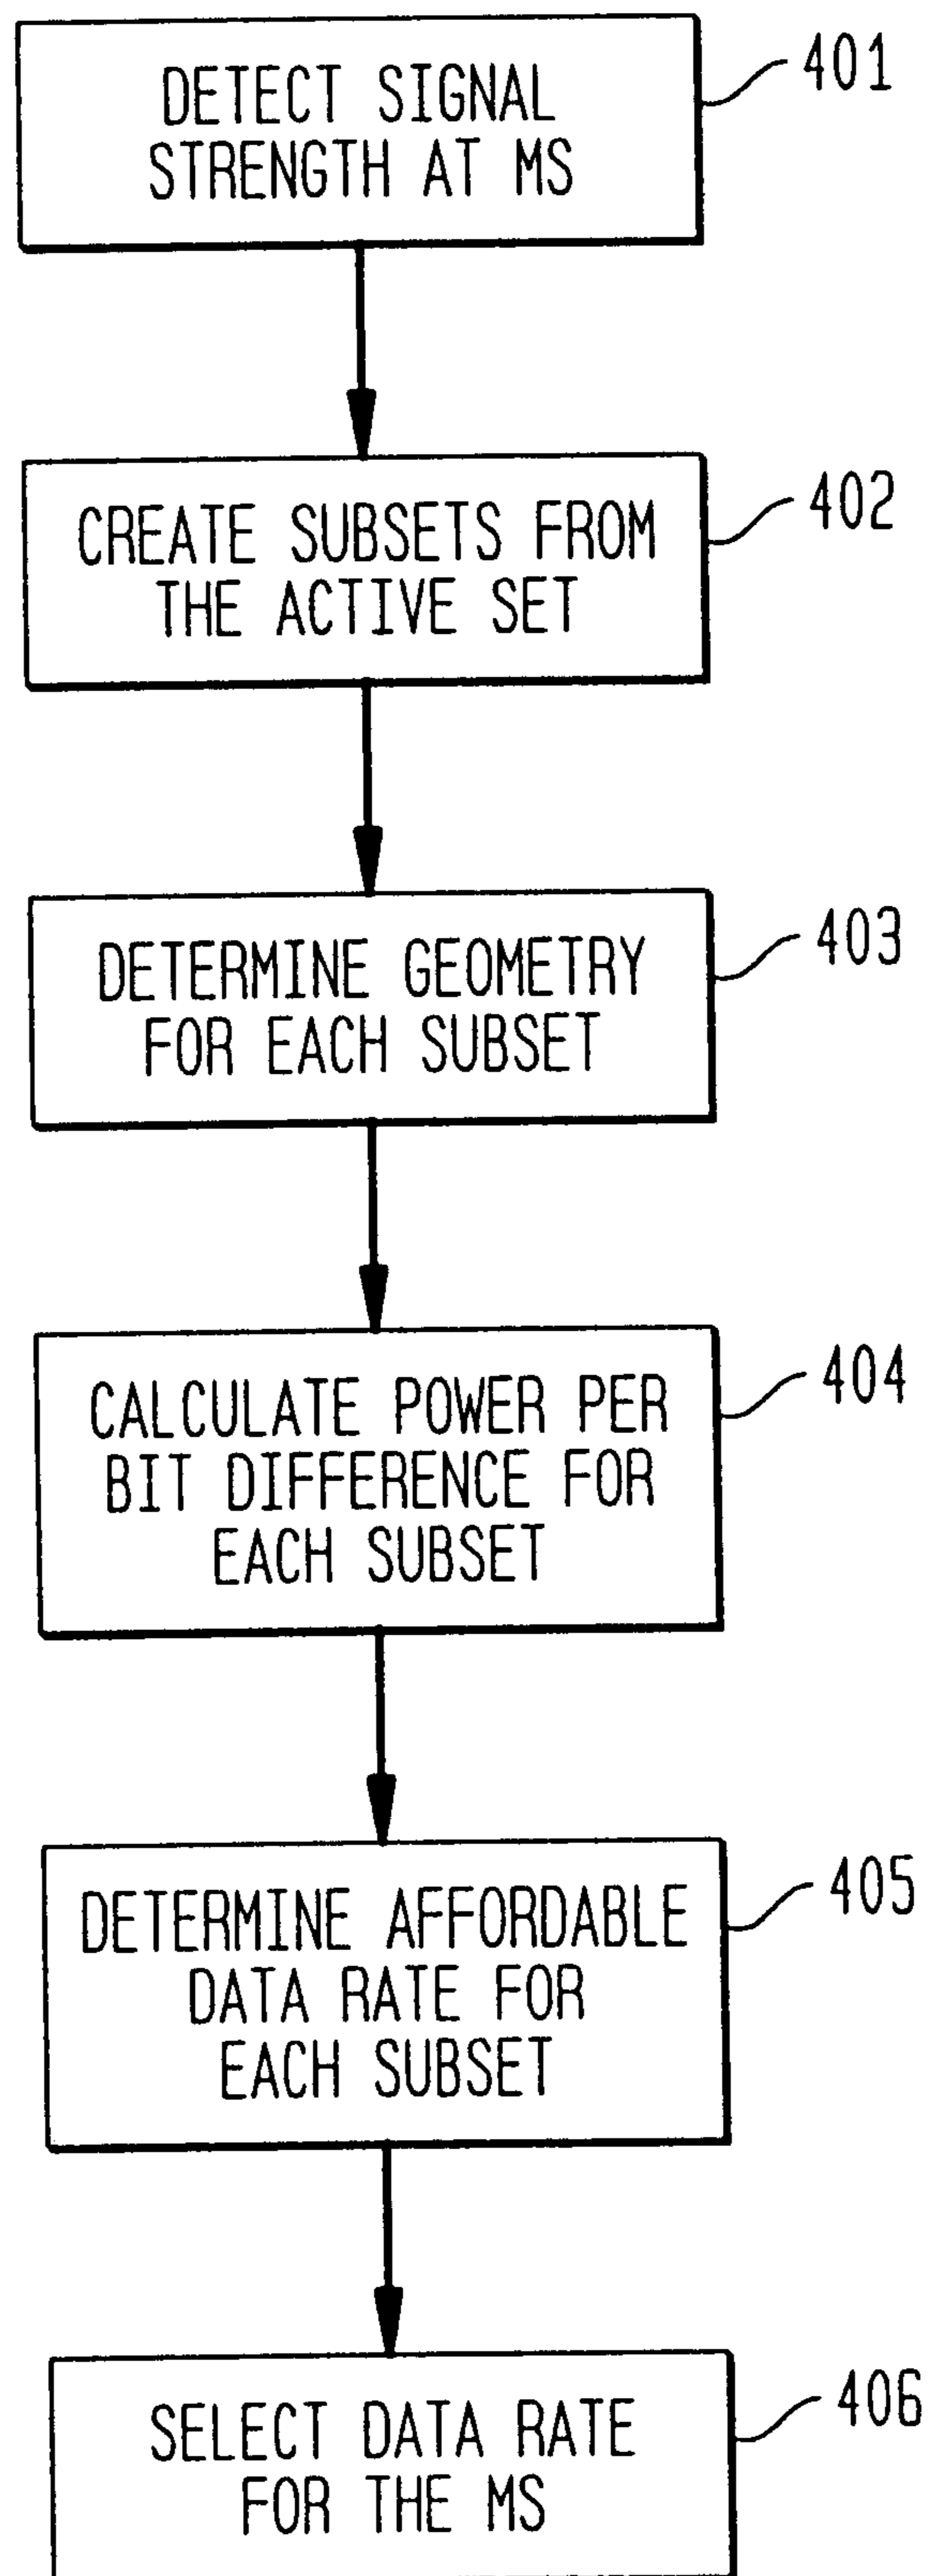 DETECT SIGNAL
STRENGTH AT MS
401
CREATE SUBSETS FROM
THE ACTIVE SET
402
DETERMINE GEOMETRY
FOR EACH SUBSET
403
CALCULATE POWER PER
BIT DIFFERENCE FOR
EACH SUBSET
404
DETERMINE AFFORDABLE
DATA RATE FOR
EACH SUBSET
405
SELECT DATA RATE
FOR THE MS
406